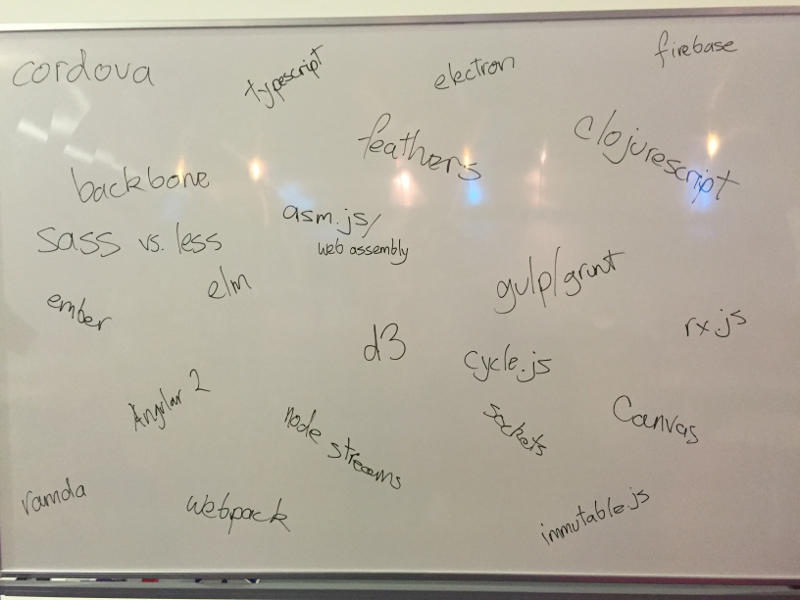 cordova
typescript
electron
firebase
feathers
clojurescript
backbone
asm.js/
web assembly
sass vs. less
elm
gulp/grunt
ember
rx.js
d3
cycle.js
Angular 2
node streams
sockets
Canvas
ramda
webpack
immutable.js